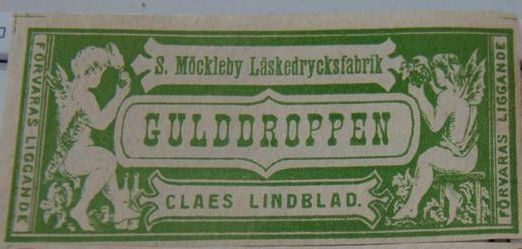 S. Möckleby Läskedrycksfabrik
GULDDROPPEN
CLAES LINDBLAD.
FÖRVARAS LIGGANDE
FÖRVARAS LIGGANDE